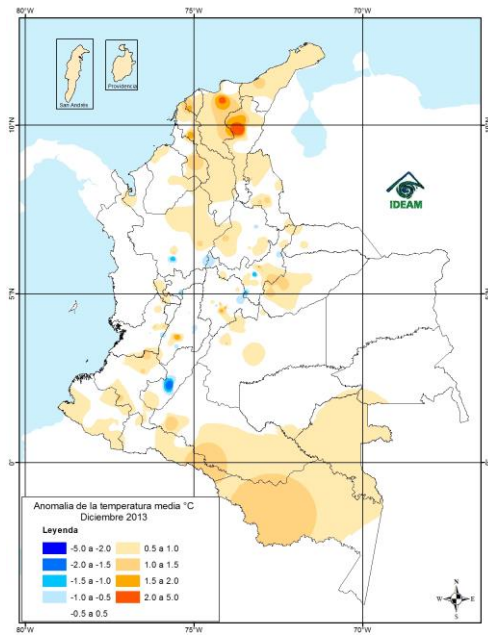 80°W
75°W
70°W
San Andrés
Providencia
10°N
10°N
IDEAM
5°N
5°N
0°
0°
Anomalia de la temperatura media °C
Diciembre 2013
Leyenda
-5.0 a -2.0
0.5 a 1.0
-2.0 a -1.5
1.0 a 1.5
-1.5 a -1.0
1.5 a 2.0
-1.0 a -0.5
2.0 a 5.0
-0.5 a 0.5
N
W
E
S
80°W
75°W
70°W